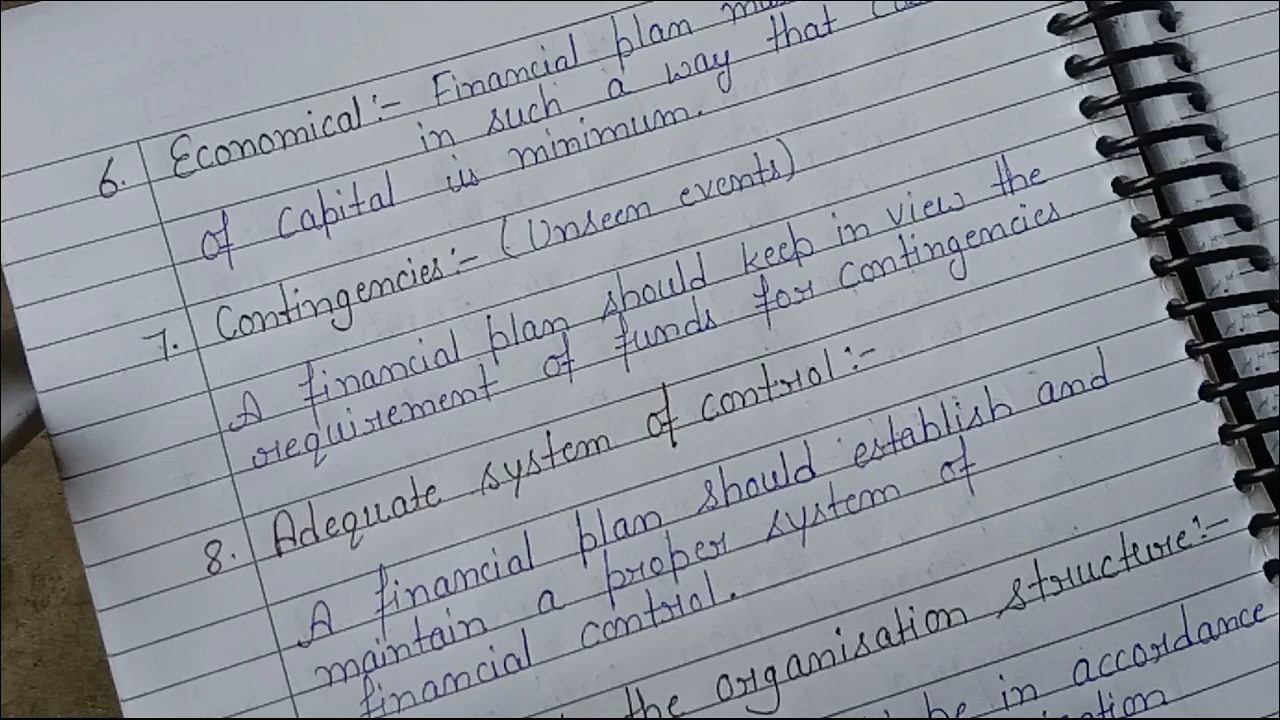 6. Economical:- Financial plan
in such a way that
of capital is minimum.
7. Contingencies:- (Unseen events)
A financial plan should keep in view the
requirement of funds for contingencies
8. Adequate system of control:-
A financial plan should establish and
maintain a proper system of
financial control.
the organisation structure:-
be in accordance